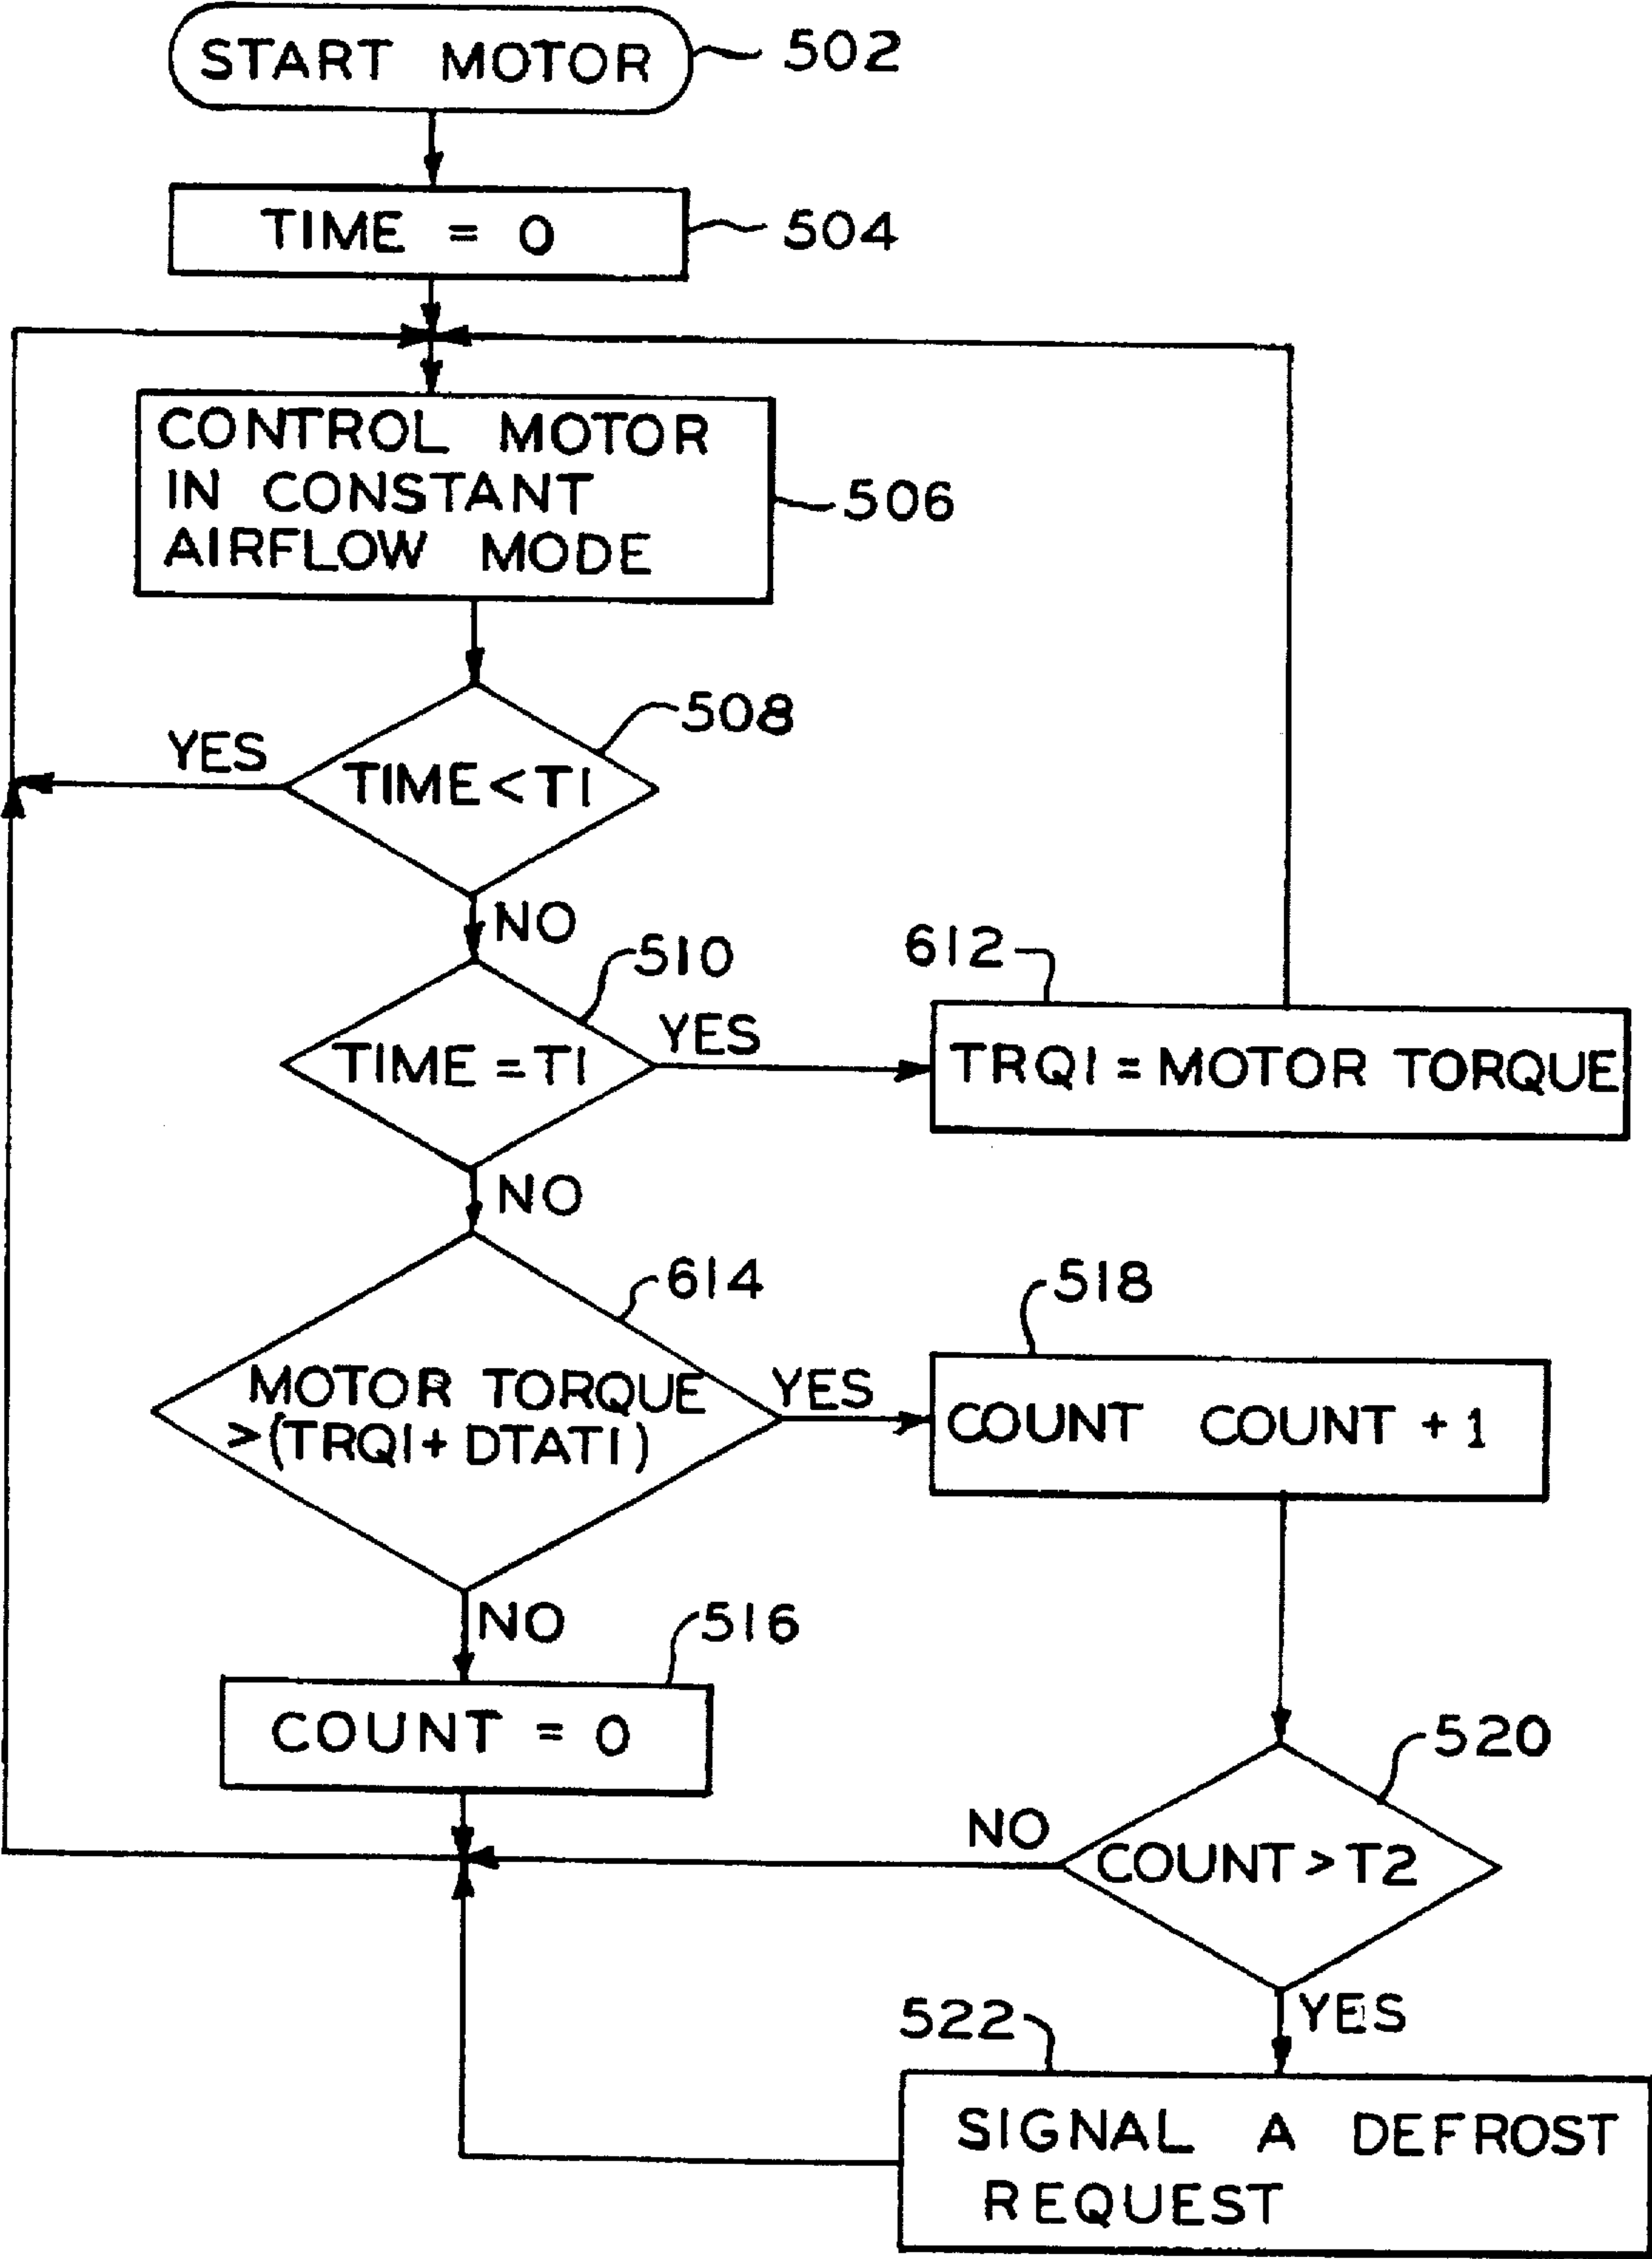 START MOTOR
502
TIME = 0
504
CONTROL MOTOR
IN CONSTANT
AIRFLOW MODE
506
508
YES
TIME < T1
NO
510
612
TIME = T1
YES
TRQ1 = MOTOR TORQUE
NO
614
518
MOTOR TORQUE
> (TRQ1 + DTAT1)
YES
COUNT COUNT + 1
NO
516
COUNT = 0
520
NO
COUNT > T2
YES
522
SIGNAL A DEFROST
REQUEST